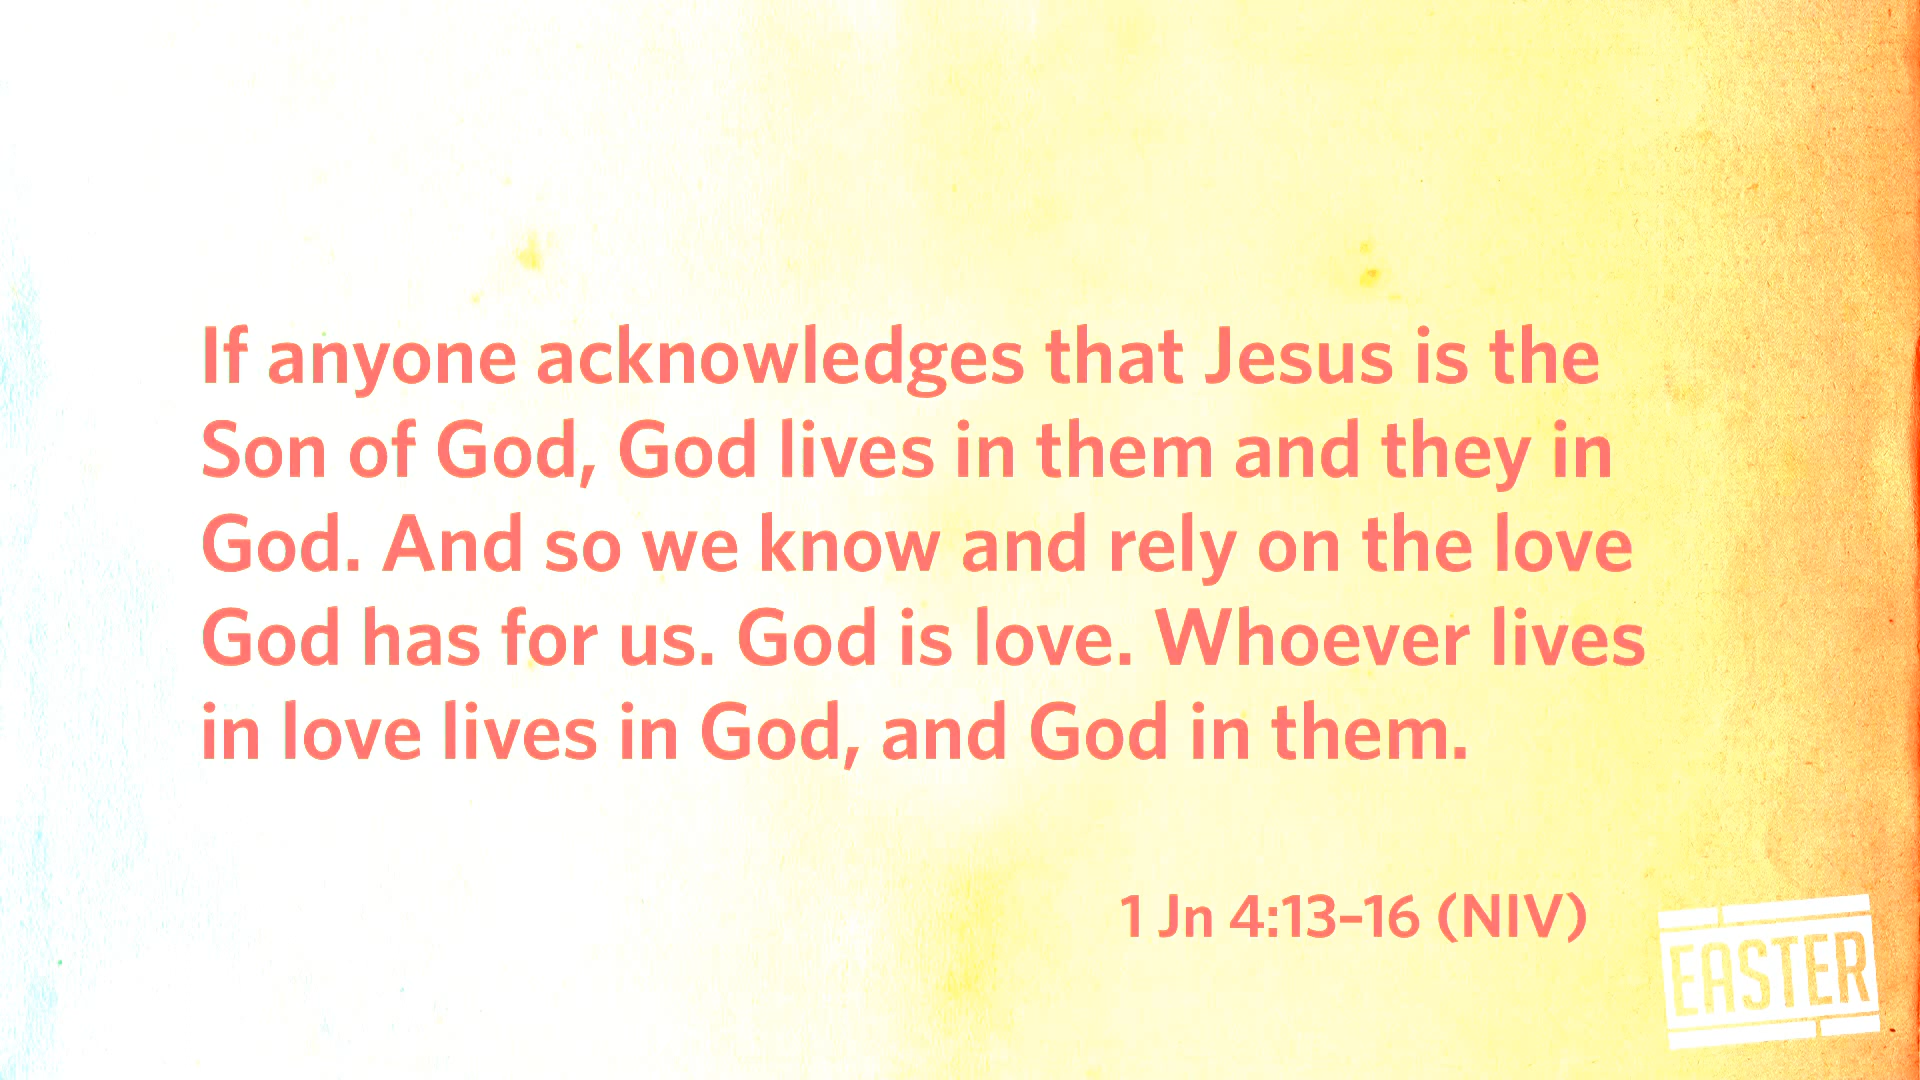 If anyone acknowledges that Jesus is the
Son of God, God lives in them and they in
God. And so we know and rely on the love
God has for us. God is love. Whoever lives
in love lives in God, and God in them.
1 Jn 4:13–16 (NIV)
EASTER